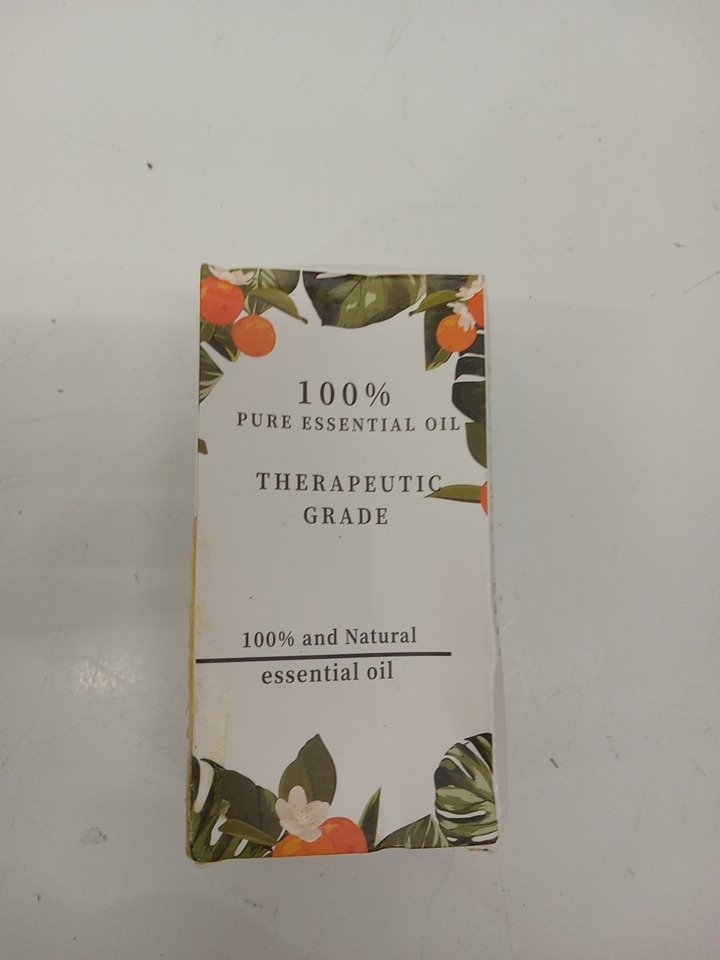 100%
PURE ESSENTIAL OIL
THERAPEUTIC
GRADE
100% and Natural
essential oil